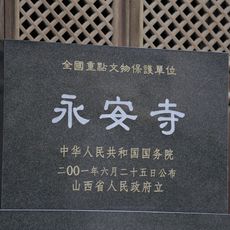 全國重點文物保護單位
永安寺
中华人民共和国国务院
二00一年六月二十五日公布
山西省人民政府立